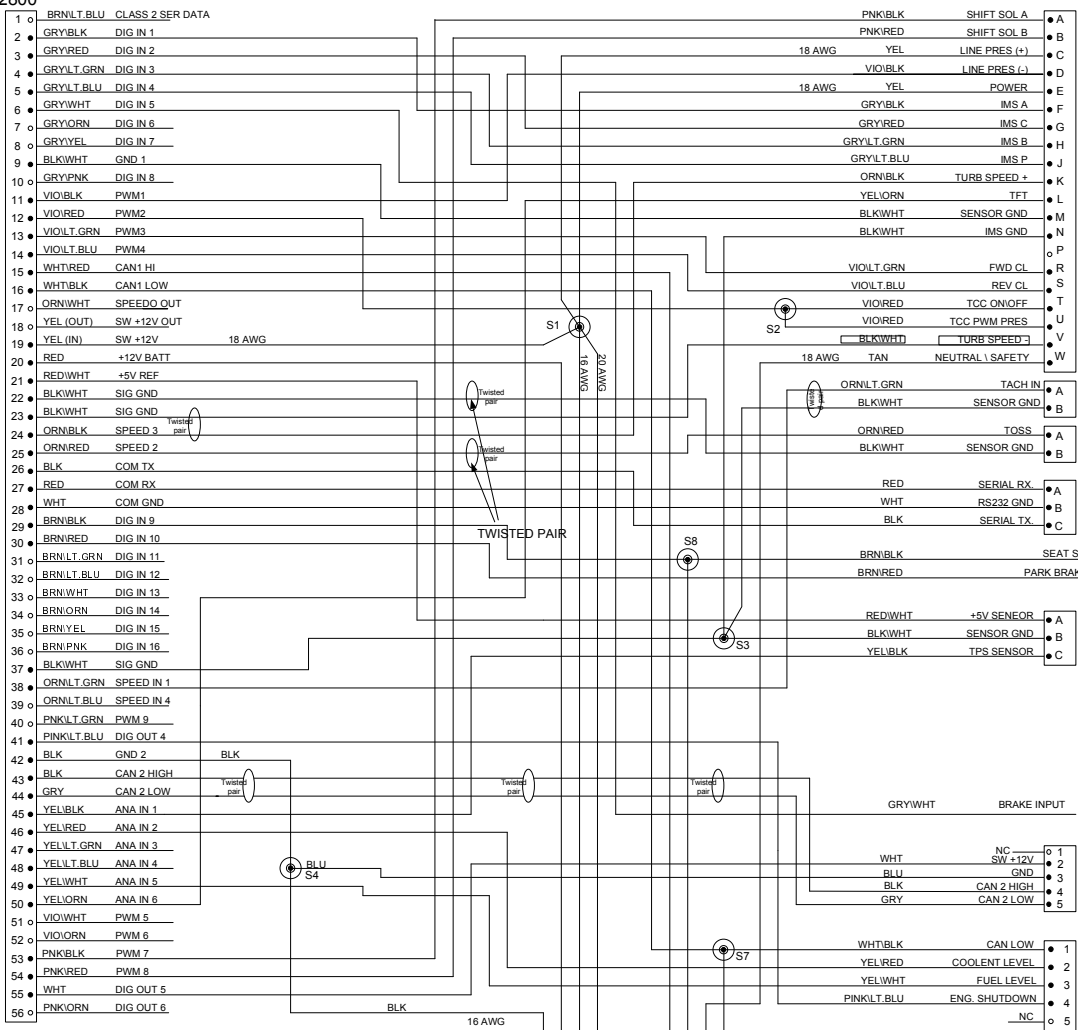 2800
1 BRN\LT.BLU CLASS 2 SER DATA
2 GRY\BLK DIG IN 1
3 GRY\RED DIG IN 2
4 GRY\LT.GRN DIG IN 3
5 GRY\LT.BLU DIG IN 4
6 GRY\WHT DIG IN 5
7 GRY\ORN DIG IN 6
8 GRY\YEL DIG IN 7
9 BLK\WHT GND 1
10 GRY\PNK DIG IN 8
11 VIO\BLK PWM1
12 VIO\RED PWM2
13 VIO\LT.GRN PWM3
14 VIO\LT.BLU PWM4
15 WHT\RED CAN1 HI
16 WHT\BLK CAN1 LOW
17 ORN\WHT SPEEDO OUT
18 YEL (OUT) SW +12V OUT
19 YEL (IN) SW +12V 18 AWG
20 RED +12V BATT
21 RED\WHT +5V REF
22 BLK\WHT SIG GND
23 BLK\WHT SIG GND
24 ORN\BLK SPEED 3
25 ORN\RED SPEED 2
26 BLK COM TX
27 RED COM RX
28 WHT COM GND
29 BRN\BLK DIG IN 9
30 BRN\RED DIG IN 10
31 BRN\LT.GRN DIG IN 11
32 BRN\LT.BLU DIG IN 12
33 BRN\WHT DIG IN 13
34 BRN\ORN DIG IN 14
35 BRN\YEL DIG IN 15
36 BRN\PNK DIG IN 16
37 BLK\WHT SIG GND
38 ORN\LT.GRN SPEED IN 1
39 ORN\LT.BLU SPEED IN 4
40 PNK\LT.GRN PWM 9
41 PINK\LT.BLU DIG OUT 4
42 BLK GND 2 BLK
43 BLK CAN 2 HIGH
44 GRY CAN 2 LOW
45 YEL\BLK ANA IN 1
46 YEL\RED ANA IN 2
47 YEL\LT.GRN ANA IN 3
48 YEL\LT.BLU ANA IN 4
49 YEL\WHT ANA IN 5
50 YEL\ORN ANA IN 6
51 VIO\WHT PWM 5
52 VIO\ORN PWM 6
53 PNK\BLK PWM 7
54 PNK\RED PWM 8
55 WHT DIG OUT 5
56 PNK\ORN DIG OUT 6 BLK
16 AWG
Twisted
pair
Twisted
pair
Twisted
pair
TWISTED PAIR
Twisted
pair
Twisted
pair
Twisted
pair
S1
16 AWG
20 AWG
S2
S8
S3
BLU
S4
S7
PNK\BLK SHIFT SOL A A
PNK\RED SHIFT SOL B B
18 AWG YEL LINE PRES (+) C
VIO\BLK LINE PRES (-) D
18 AWG YEL POWER E
GRY\BLK IMS A F
GRY\RED IMS C G
GRY\LT.GRN IMS B H
GRY\LT.BLU IMS P J
ORN\BLK TURB SPEED + K
YEL\ORN TFT L
BLK\WHT SENSOR GND M
BLK\WHT IMS GND N
P
VIO\LT.GRN FWD CL R
VIO\LT.BLU REV CL S
VIO\RED TCC ON\OFF T
VIO\RED TCC PWM PRES U
BLK\WHT TURB SPEED - V
18 AWG TAN NEUTRAL \ SAFETY W
ORN\LT.GRN TACH IN A
BLK\WHT SENSOR GND B
ORN\RED TOSS A
BLK\WHT SENSOR GND B
RED SERIAL RX. A
WHT RS232 GND B
BLK SERIAL TX. C
BRN\BLK SEAT S
BRN\RED PARK BRAK
RED\WHT +5V SENEOR A
BLK\WHT SENSOR GND B
YEL\BLK TPS SENSOR C
GRY\WHT BRAKE INPUT
NC 1
WHT SW +12V 2
BLU GND 3
BLK CAN 2 HIGH 4
GRY CAN 2 LOW 5
WHT\BLK CAN LOW 1
YEL\RED COOLENT LEVEL 2
YEL\WHT FUEL LEVEL 3
PINK\LT.BLU ENG. SHUTDOWN 4
NC 5